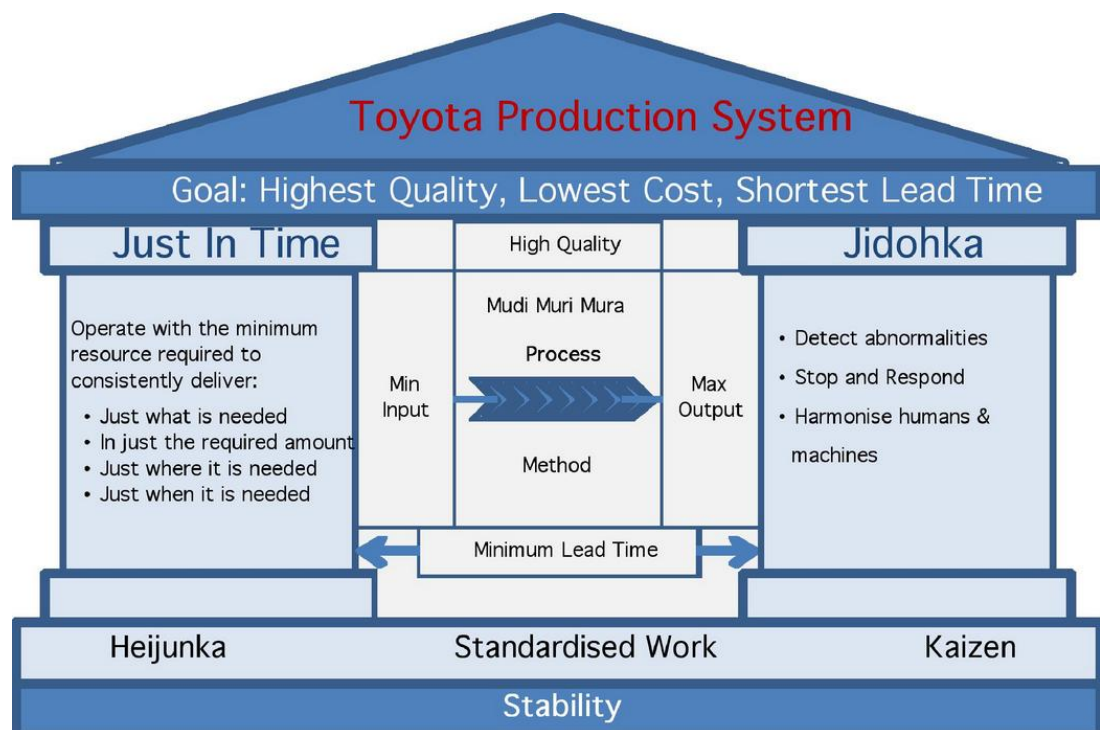 Toyota Production System
Goal: Highest Quality, Lowest Cost, Shortest Lead Time
Just In Time
Operate with the minimum
resource required to
consistently deliver:
• Just what is needed
• In just the required amount
• Just where it is needed
• Just when it is needed
High Quality
Min
Input
Mudi Muri Mura
Process
Method
Max
Output
Minimum Lead Time
Jidohka
• Detect abnormalities
• Stop and Respond
• Harmonise humans &
machines
Heijunka
Standardised Work
Kaizen
Stability